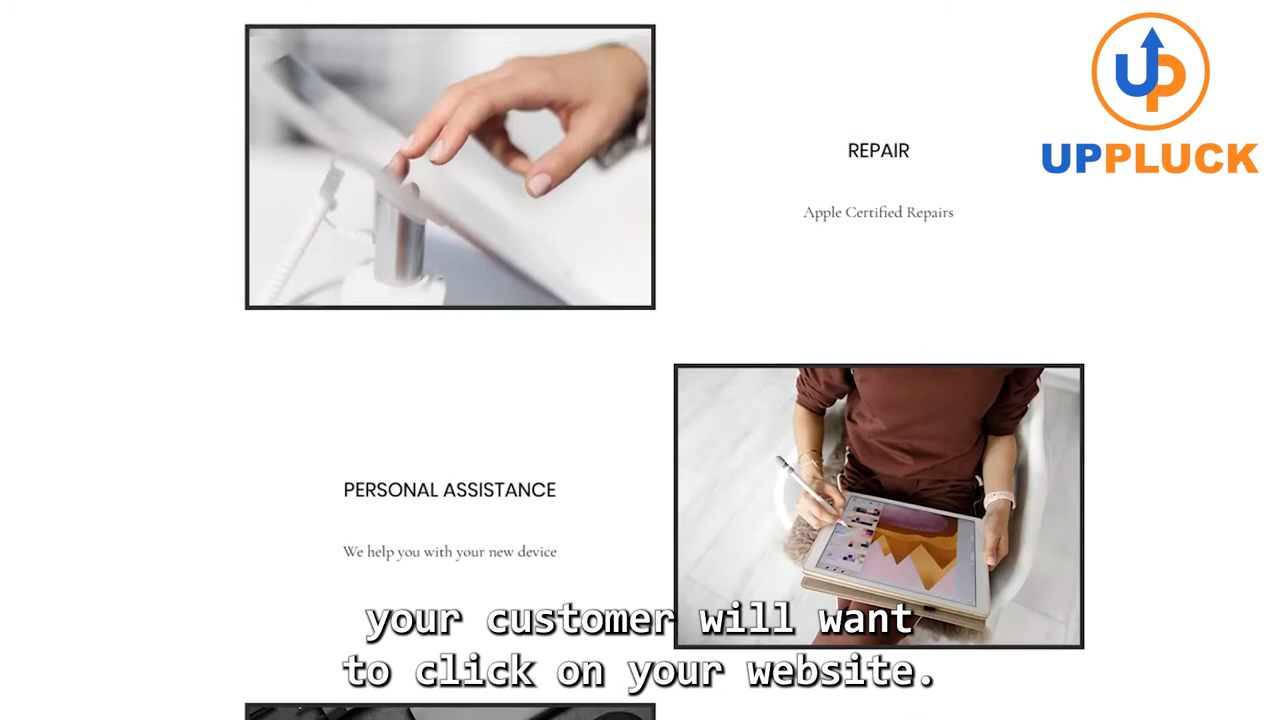 UP
UPPLUCK
REPAIR
Apple Certified Repairs
PERSONAL ASSISTANCE
We help you with your new device
your customer will want
to click on your website.